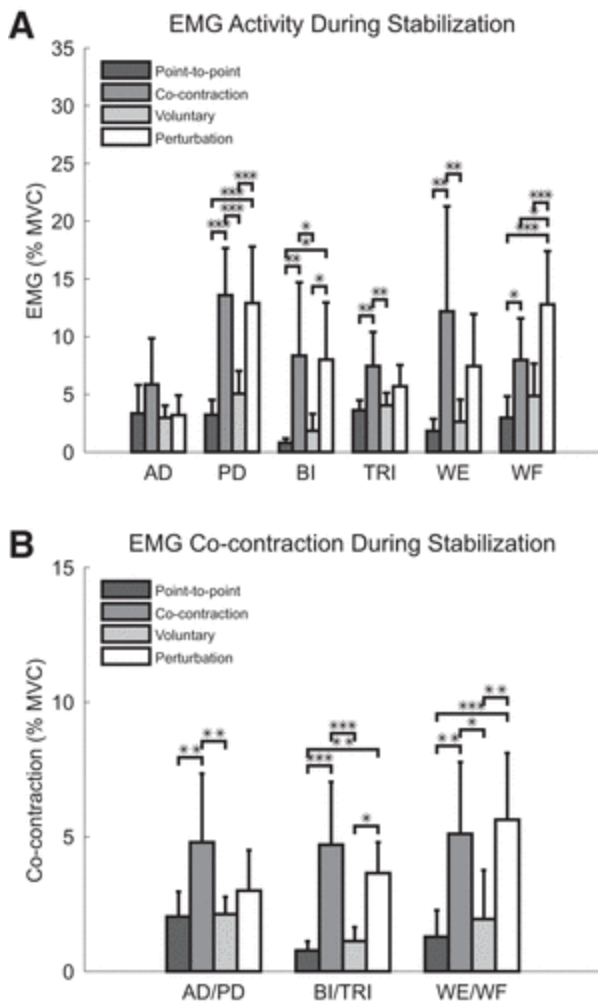 A
EMG Activity During Stabilization
EMG (% MVC)
35
30
25
20
15
10
5
0
Point-to-point
Co-contraction
Voluntary
Perturbation
***
***
***
***
*
*
**
*
**
**
**
**
***
*
***
*
AD PD BI TRI WE WF
B
EMG Co-contraction During Stabilization
Co-contraction (% MVC)
15
10
5
0
Point-to-point
Co-contraction
Voluntary
Perturbation
**
**
***
**
***
*
**
***
*
**
AD/PD BI/TRI WE/WF